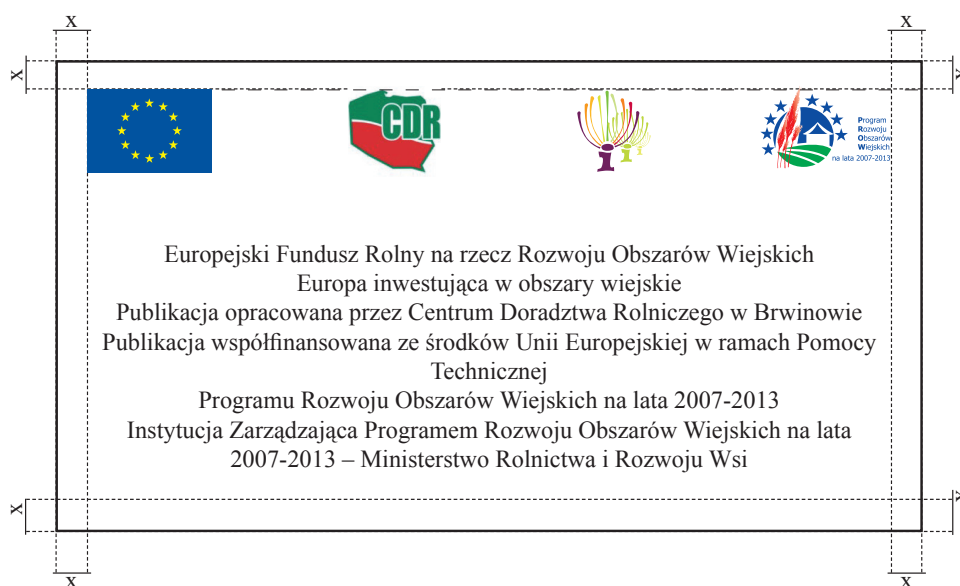 x x
x x
CDR
Program
Rozwoju
Obszarów
Wiejskich
na lata 2007-2013
Europejski Fundusz Rolny na rzecz Rozwoju Obszarów Wiejskich
Europa inwestująca w obszary wiejskie
Publikacja opracowana przez Centrum Doradztwa Rolniczego w Brwinowie
Publikacja współfinansowana ze środków Unii Europejskiej w ramach Pomocy
Technicznej
Programu Rozwoju Obszarów Wiejskich na lata 2007-2013
Instytucja Zarządzająca Programem Rozwoju Obszarów Wiejskich na lata
2007-2013 – Ministerstwo Rolnictwa i Rozwoju Wsi
x x
x x